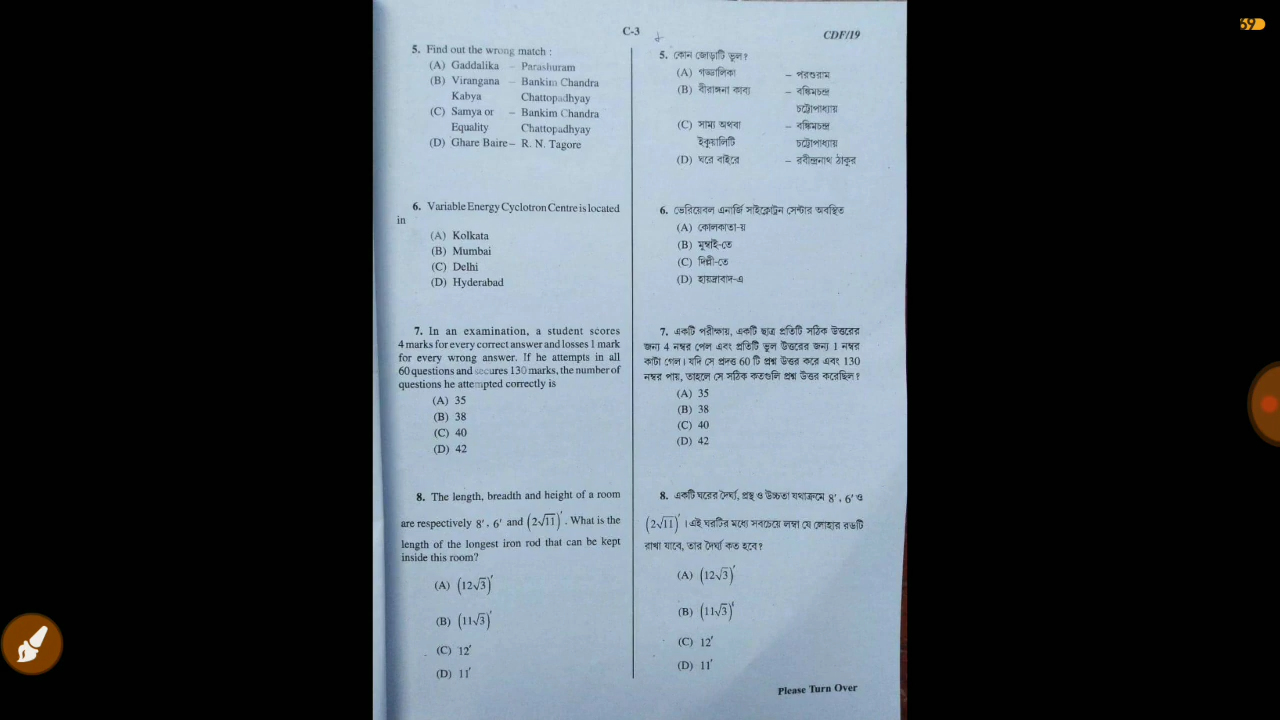 C-3
CDF/19
5. Find out the wrong match :
(A) Gaddalika – Parashuram
(B) Virangana – Bankim Chandra
Kabya Chattopadhyay
(C) Samya or – Bankim Chandra
Equality Chattopadhyay
(D) Ghare Baire – R. N. Tagore
6. Variable Energy Cyclotron Centre is located
in
(A) Kolkata
(B) Mumbai
(C) Delhi
(D) Hyderabad
7. In an examination, a student scores
4 marks for every correct answer and losses 1 mark
for every wrong answer. If he attempts in all
60 questions and secures 130 marks, the number of
questions he attempted correctly is
(A) 35
(B) 38
(C) 40
(D) 42
8. The length, breadth and height of a room
are respectively 8′, 6′ and (2√11)′. What is the
length of the longest iron rod that can be kept
inside this room?
(A) (12√3)′
(B) (11√3)′
(C) 12′
(D) 11′
5. কোন জোড়াটি ভুল?
(A) গড্ডালিকা – পরশুরাম
(B) বীরাঙ্গনা কাব্য – বঙ্কিমচন্দ্র
চট্টোপাধ্যায়
(C) সাম্য অথবা – বঙ্কিমচন্দ্র
ইকুয়ালিটি চট্টোপাধ্যায়
(D) ঘরে বাইরে – রবীন্দ্রনাথ ঠাকুর
6. ভেরিয়েবল এনার্জি সাইক্লোট্রন সেন্টার অবস্থিত
(A) কোলকাতা-য়
(B) মুম্বাই-তে
(C) দিল্লী-তে
(D) হায়দ্রাবাদ-এ
7. একটি পরীক্ষায়, একটি ছাত্র প্রতিটি সঠিক উত্তরের
জন্য 4 নম্বর পেল এবং প্রতিটি ভুল উত্তরের জন্য 1 নম্বর
কাটা গেল। যদি সে প্রদত্ত 60 টি প্রশ্ন উত্তর করে এবং 130
নম্বর পায়, তাহলে সে সঠিক কতগুলি প্রশ্ন উত্তর করেছিল?
(A) 35
(B) 38
(C) 40
(D) 42
8. একটি ঘরের দৈর্ঘ্য, প্রস্থ ও উচ্চতা যথাক্রমে 8′, 6′ ও
(2√11)′ । এই ঘরটির মধ্যে সবচেয়ে লম্বা যে লোহার রডটি
রাখা যাবে, তার দৈর্ঘ্য কত হবে?
(A) (12√3)′
(B) (11√3)′
(C) 12′
(D) 11′
Please Turn Over